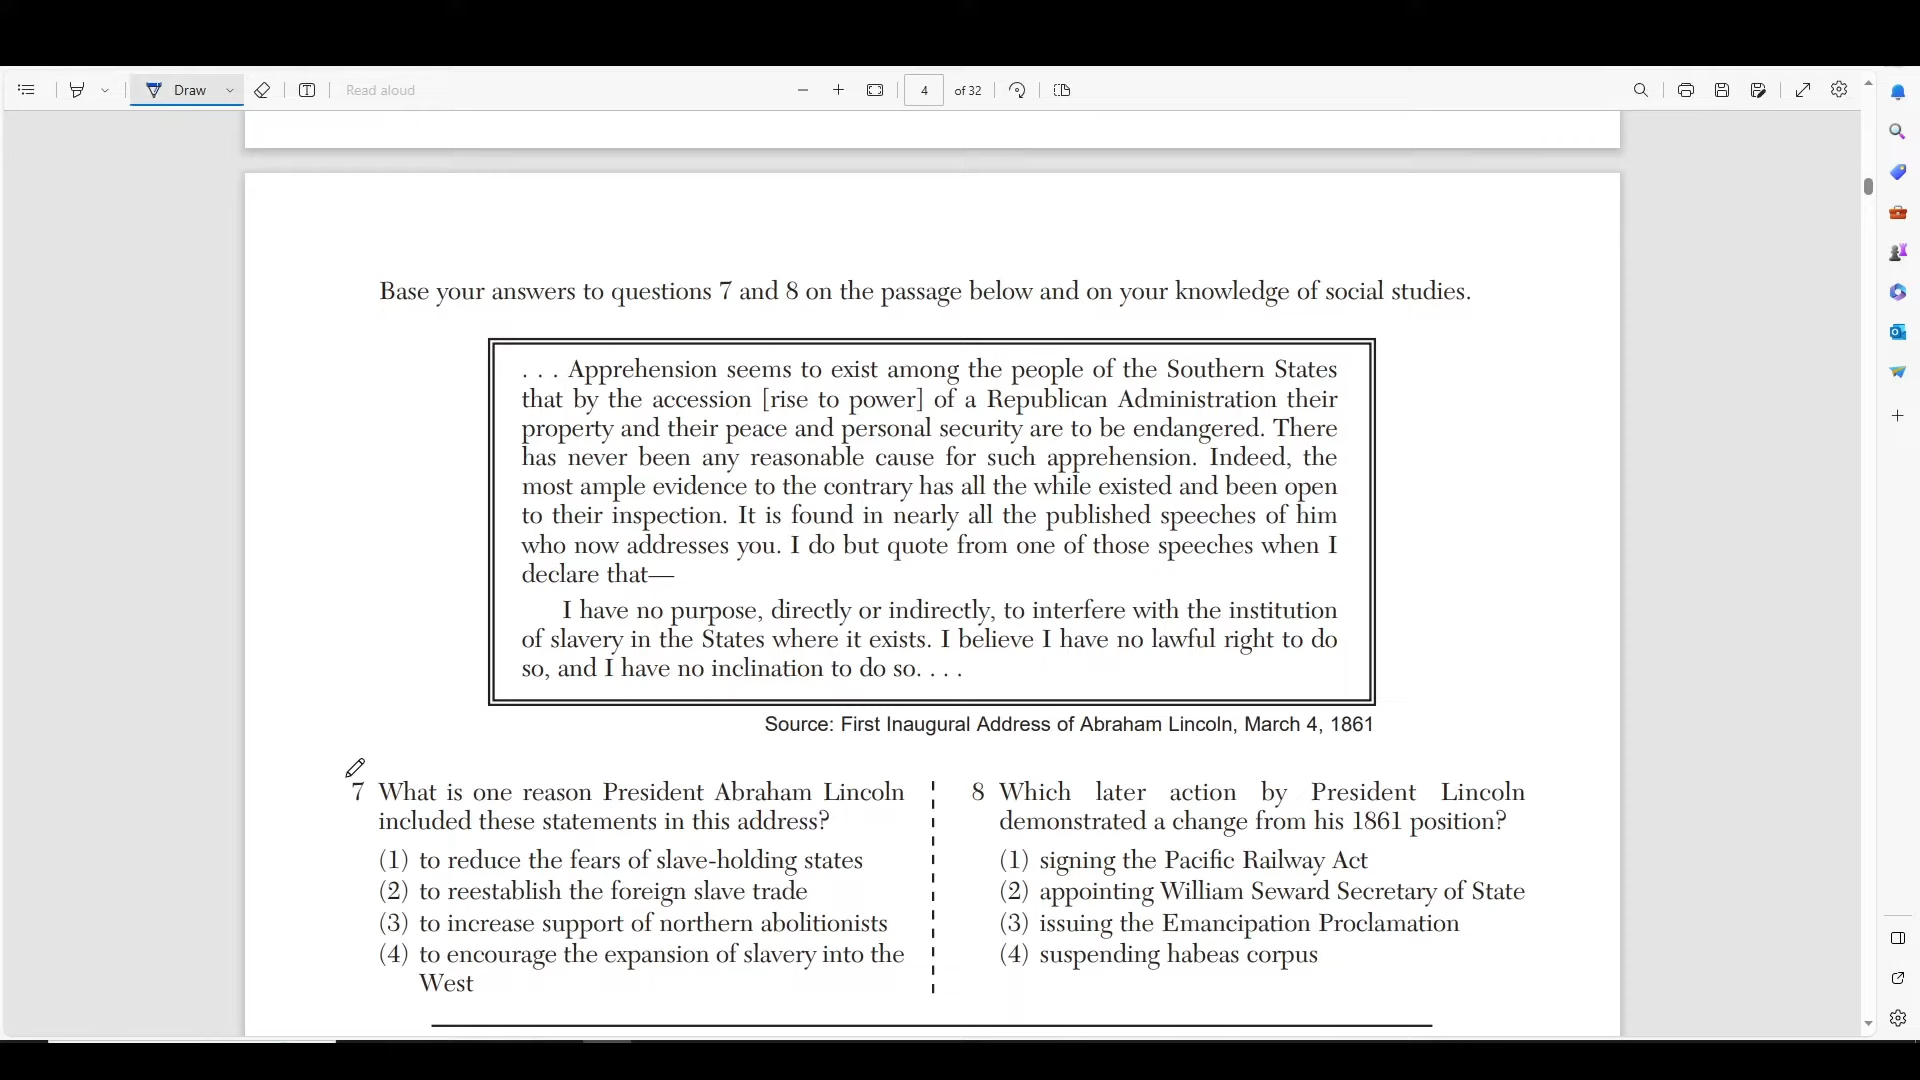 Draw
Read aloud
4 of 32
Base your answers to questions 7 and 8 on the passage below and on your knowledge of social studies.
. . . Apprehension seems to exist among the people of the Southern States
that by the accession [rise to power] of a Republican Administration their
property and their peace and personal security are to be endangered. There
has never been any reasonable cause for such apprehension. Indeed, the
most ample evidence to the contrary has all the while existed and been open
to their inspection. It is found in nearly all the published speeches of him
who now addresses you. I do but quote from one of those speeches when I
declare that—
I have no purpose, directly or indirectly, to interfere with the institution
of slavery in the States where it exists. I believe I have no lawful right to do
so, and I have no inclination to do so. . . .
Source: First Inaugural Address of Abraham Lincoln, March 4, 1861
7 What is one reason President Abraham Lincoln
included these statements in this address?
(1) to reduce the fears of slave-holding states
(2) to reestablish the foreign slave trade
(3) to increase support of northern abolitionists
(4) to encourage the expansion of slavery into the
West
8 Which later action by President Lincoln
demonstrated a change from his 1861 position?
(1) signing the Pacific Railway Act
(2) appointing William Seward Secretary of State
(3) issuing the Emancipation Proclamation
(4) suspending habeas corpus